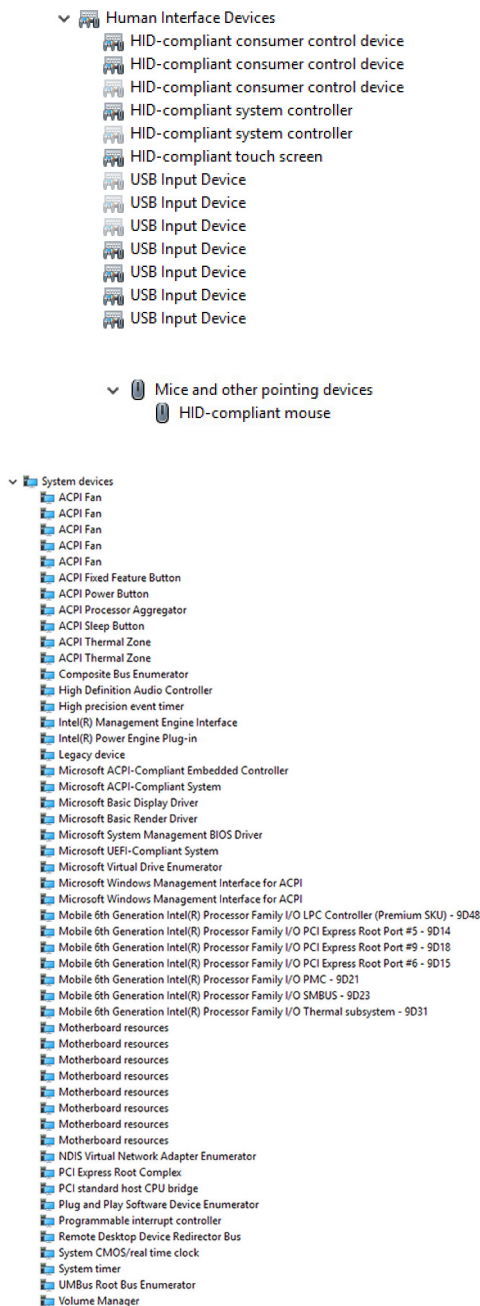 Human Interface Devices
HID-compliant consumer control device
HID-compliant consumer control device
HID-compliant consumer control device
HID-compliant system controller
HID-compliant system controller
HID-compliant touch screen
USB Input Device
USB Input Device
USB Input Device
USB Input Device
USB Input Device
USB Input Device
USB Input Device
Mice and other pointing devices
HID-compliant mouse
System devices
ACPI Fan
ACPI Fan
ACPI Fan
ACPI Fan
ACPI Fan
ACPI Fixed Feature Button
ACPI Power Button
ACPI Processor Aggregator
ACPI Sleep Button
ACPI Thermal Zone
ACPI Thermal Zone
Composite Bus Enumerator
High Definition Audio Controller
High precision event timer
Intel(R) Management Engine Interface
Intel(R) Power Engine Plug-in
Legacy device
Microsoft ACPI-Compliant Embedded Controller
Microsoft ACPI-Compliant System
Microsoft Basic Display Driver
Microsoft Basic Render Driver
Microsoft System Management BIOS Driver
Microsoft UEFI-Compliant System
Microsoft Virtual Drive Enumerator
Microsoft Windows Management Interface for ACPI
Microsoft Windows Management Interface for ACPI
Mobile 6th Generation Intel(R) Processor Family I/O LPC Controller (Premium SKU) - 9D48
Mobile 6th Generation Intel(R) Processor Family I/O PCI Express Root Port #5 - 9D14
Mobile 6th Generation Intel(R) Processor Family I/O PCI Express Root Port #9 - 9D18
Mobile 6th Generation Intel(R) Processor Family I/O PCI Express Root Port #6 - 9D15
Mobile 6th Generation Intel(R) Processor Family I/O PMC - 9D21
Mobile 6th Generation Intel(R) Processor Family I/O SMBUS - 9D23
Mobile 6th Generation Intel(R) Processor Family I/O Thermal subsystem - 9D31
Motherboard resources
Motherboard resources
Motherboard resources
Motherboard resources
Motherboard resources
Motherboard resources
Motherboard resources
Motherboard resources
NDIS Virtual Network Adapter Enumerator
PCI Express Root Complex
PCI standard host CPU bridge
Plug and Play Software Device Enumerator
Programmable interrupt controller
Remote Desktop Device Redirector Bus
System CMOS/real time clock
System timer
UMBus Root Bus Enumerator
Volume Manager